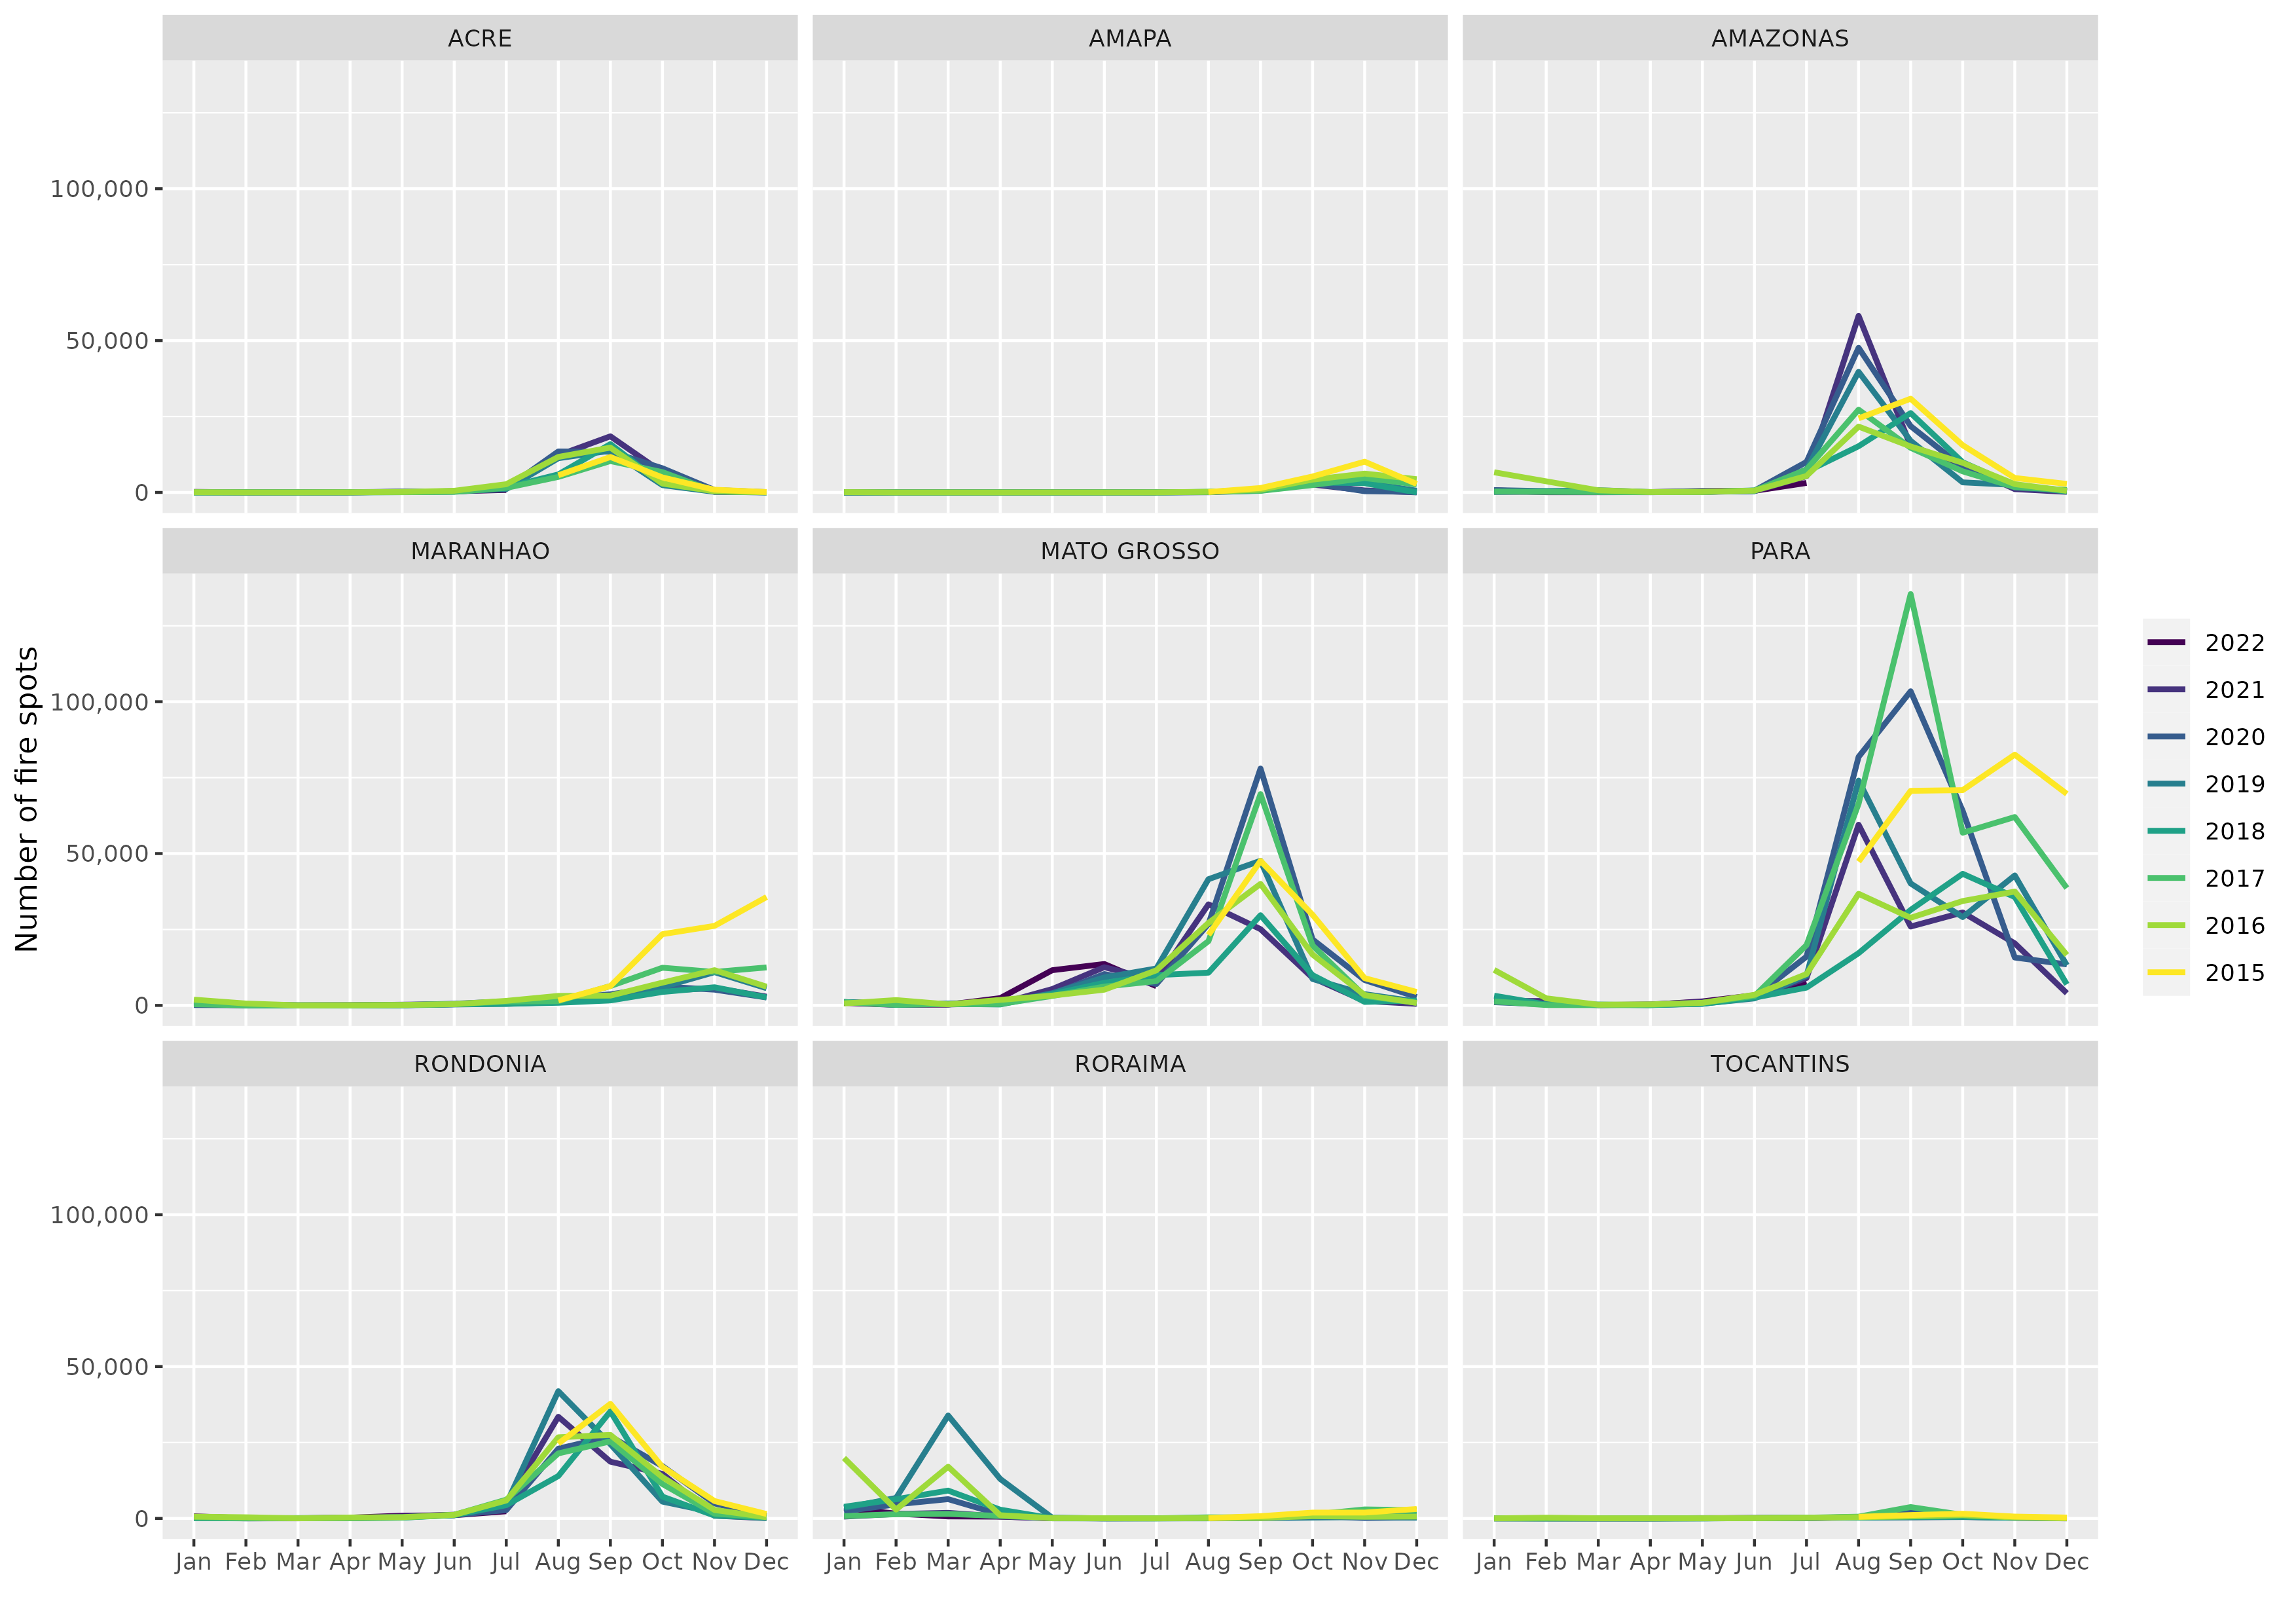 ACRE
AMAPA
AMAZONAS
100,000
50,000
0
MARANHAO
MATO GROSSO
PARA
Number of fire spots
100,000
50,000
0
2022
2021
2020
2019
2018
2017
2016
2015
RONDONIA
RORAIMA
TOCANTINS
100,000
50,000
0
Jan Feb Mar Apr May Jun Jul Aug Sep Oct Nov Dec
Jan Feb Mar Apr May Jun Jul Aug Sep Oct Nov Dec
Jan Feb Mar Apr May Jun Jul Aug Sep Oct Nov Dec